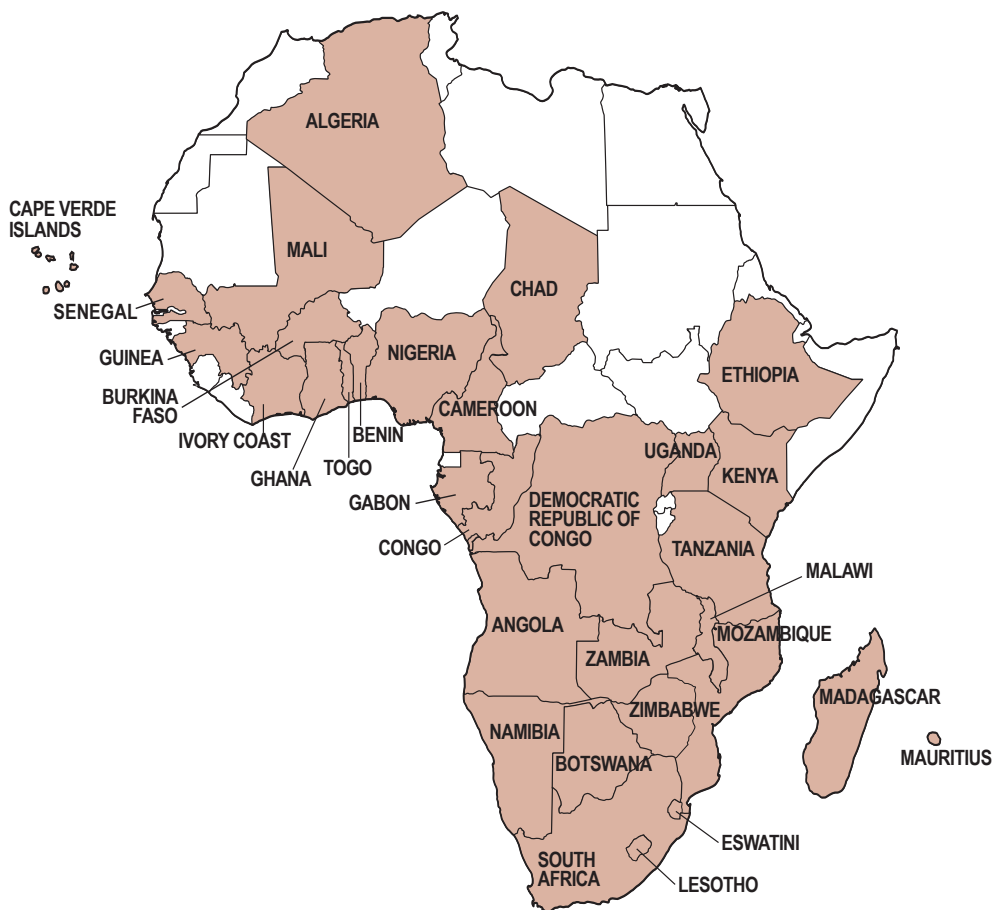 ALGERIA
CAPE VERDE
ISLANDS
MALI
CHAD
SENEGAL
NIGERIA
GUINEA
ETHIOPIA
BURKINA
FASO
CAMEROON
IVORY COAST
BENIN
UGANDA
TOGO
GHANA
KENYA
GABON
DEMOCRATIC
REPUBLIC OF
CONGO
CONGO
TANZANIA
MALAWI
ANGOLA
MOZAMBIQUE
ZAMBIA
MADAGASCAR
ZIMBABWE
NAMIBIA
MAURITIUS
BOTSWANA
ESWATINI
SOUTH
AFRICA
LESOTHO